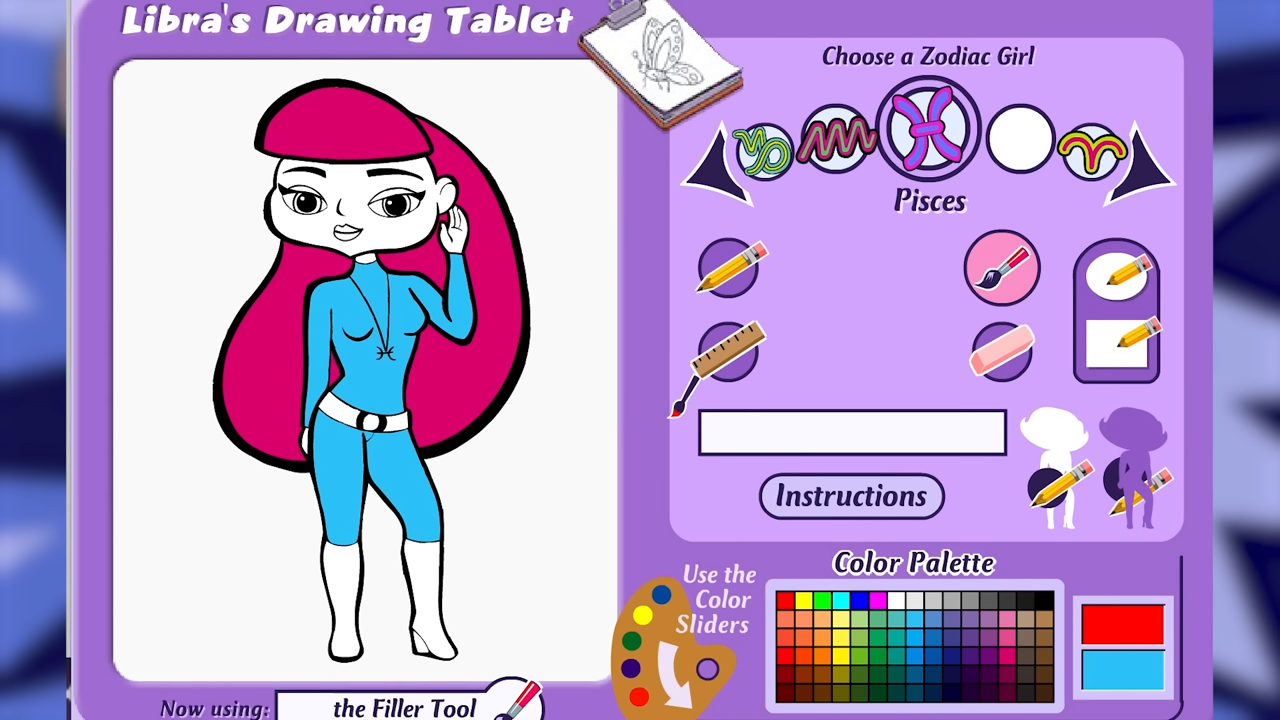 Libra's Drawing Tablet
Choose a Zodiac Girl
Pisces
Instructions
Color Palette
Use the
Color
Sliders
Now using: the Filler Tool